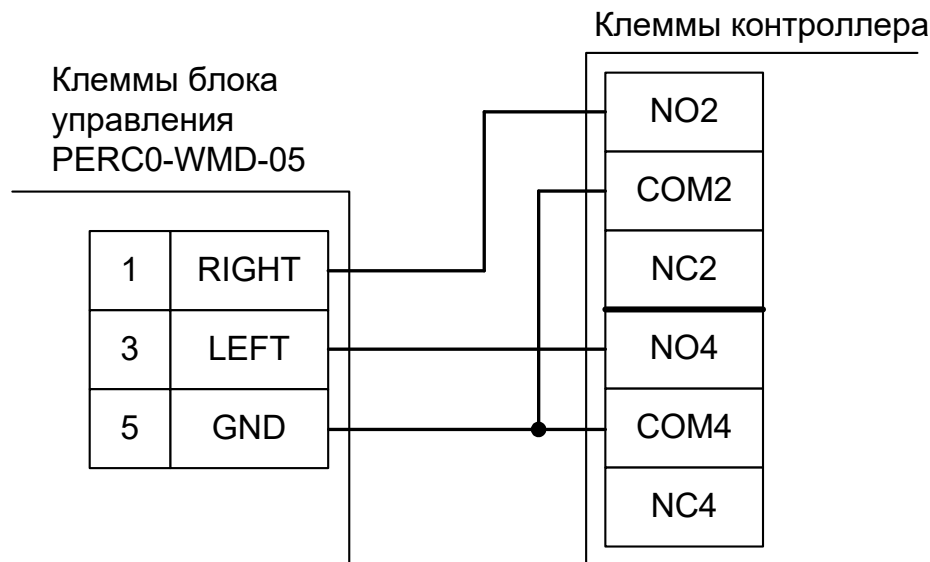 Клеммы контроллера
Клеммы блока
управления
PERC0-WMD-05
NO2
COM2
NC2
NO4
COM4
NC4
1 RIGHT
3 LEFT
5 GND